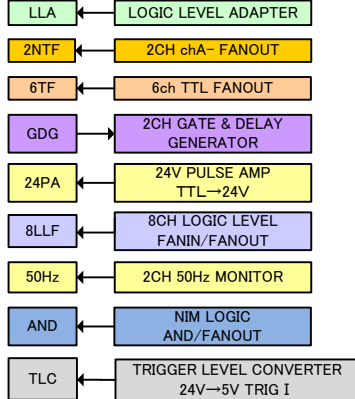 LLA LOGIC LEVEL ADAPTER
2NTF 2CH chA- FANOUT
6TF 6ch TTL FANOUT
GDG 2CH GATE & DELAY
GENERATOR
24PA 24V PULSE AMP
TTL→24V
8LLF 8CH LOGIC LEVEL
FANIN/FANOUT
50Hz 2CH 50Hz MONITOR
AND NIM LOGIC
AND/FANOUT
TLC TRIGGER LEVEL CONVERTER
24V→5V TRIG I